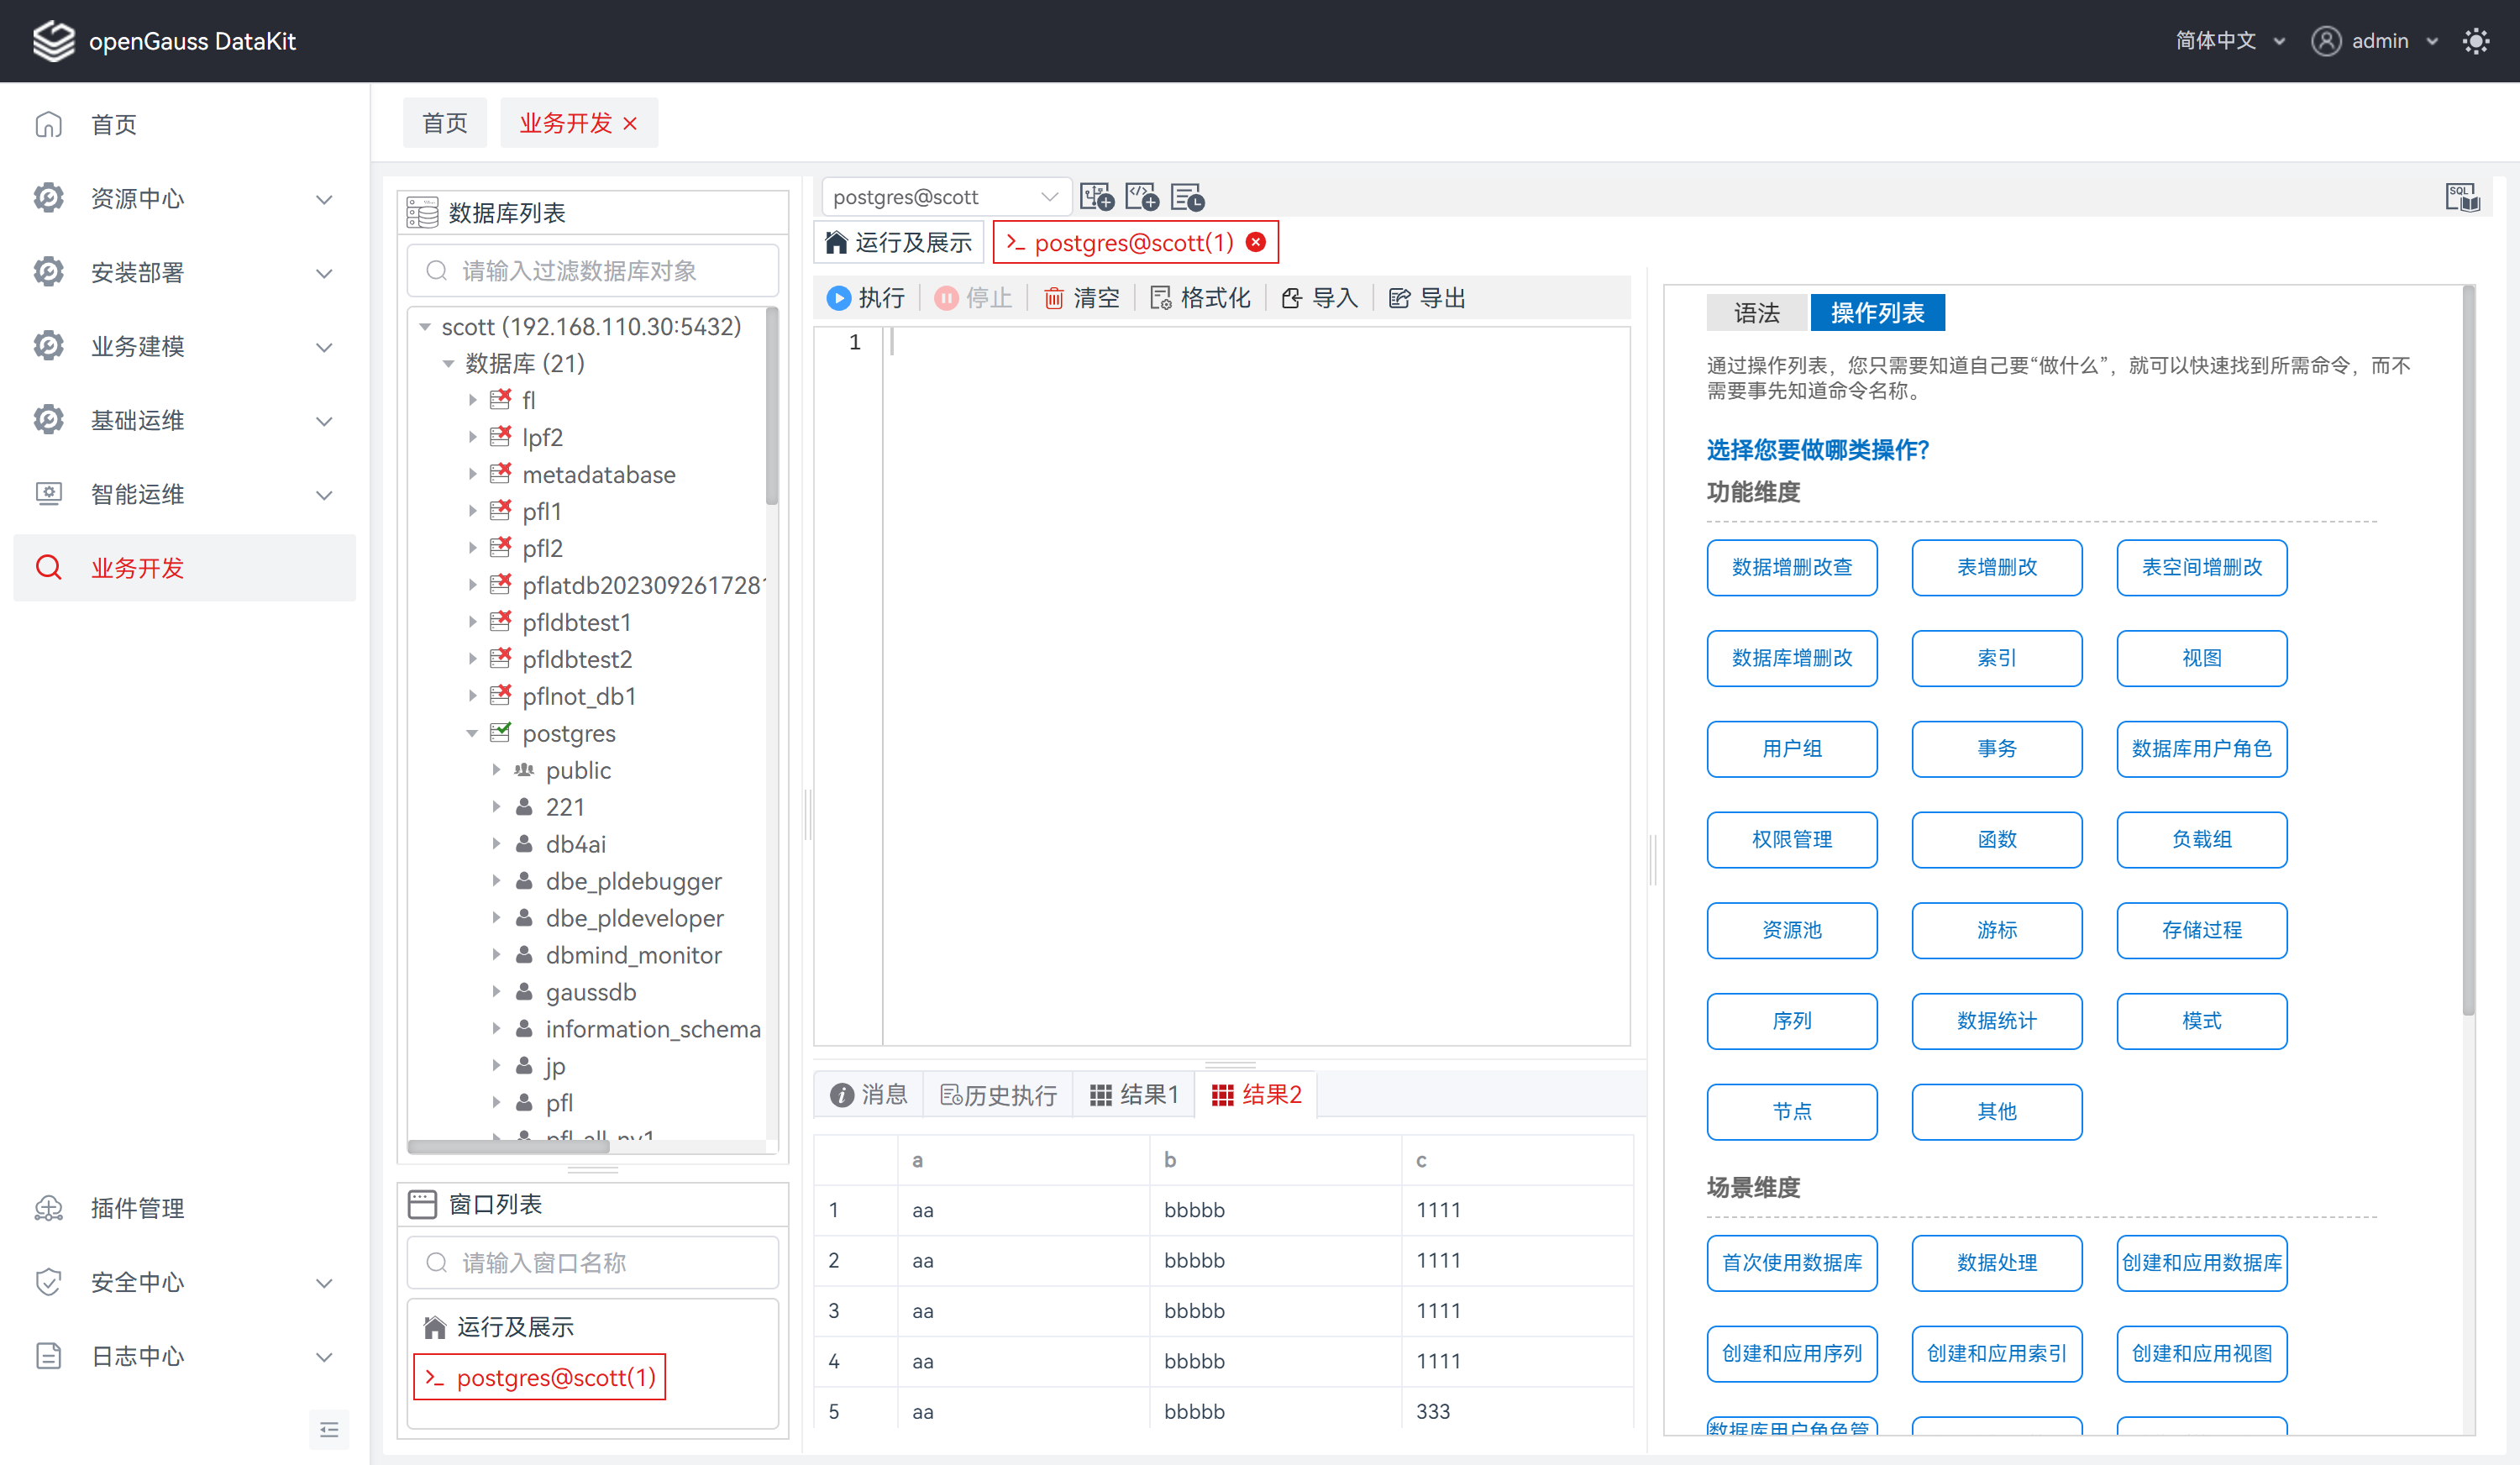 openGauss DataKit
简体中文
admin
首页
资源中心
安装部署
业务建模
基础运维
智能运维
业务开发
插件管理
安全中心
日志中心
首页
业务开发
数据库列表
请输入过滤数据库对象
scott (192.168.110.30:5432)
数据库 (21)
fl
lpf2
metadatabase
pfl1
pfl2
pflatdb2023092617281
pfldbtest1
pfldbtest2
pflnot_db1
postgres
public
221
db4ai
dbe_pldebugger
dbe_pldeveloper
dbmind_monitor
gaussdb
information_schema
jp
pfl
窗口列表
请输入窗口名称
运行及展示
>_ postgres@scott(1)
postgres@scott
SQL
运行及展示
>_ postgres@scott(1)
执行 停止 清空 格式化 导入 导出
1
消息 历史执行 结果1 结果2
a b c
1 aa bbbbb 1111
2 aa bbbbb 1111
3 aa bbbbb 1111
4 aa bbbbb 1111
5 aa bbbbb 333
语法 操作列表
通过操作列表，您只需要知道自己要“做什么”，就可以快速找到所需命令，而不
需要事先知道命令名称。
选择您要做哪类操作?
功能维度
数据增删改查 表增删改 表空间增删改
数据库增删改 索引 视图
用户组 事务 数据库用户角色
权限管理 函数 负载组
资源池 游标 存储过程
序列 数据统计 模式
节点 其他
场景维度
首次使用数据库 数据处理 创建和应用数据库
创建和应用序列 创建和应用索引 创建和应用视图
数据库用户角色管